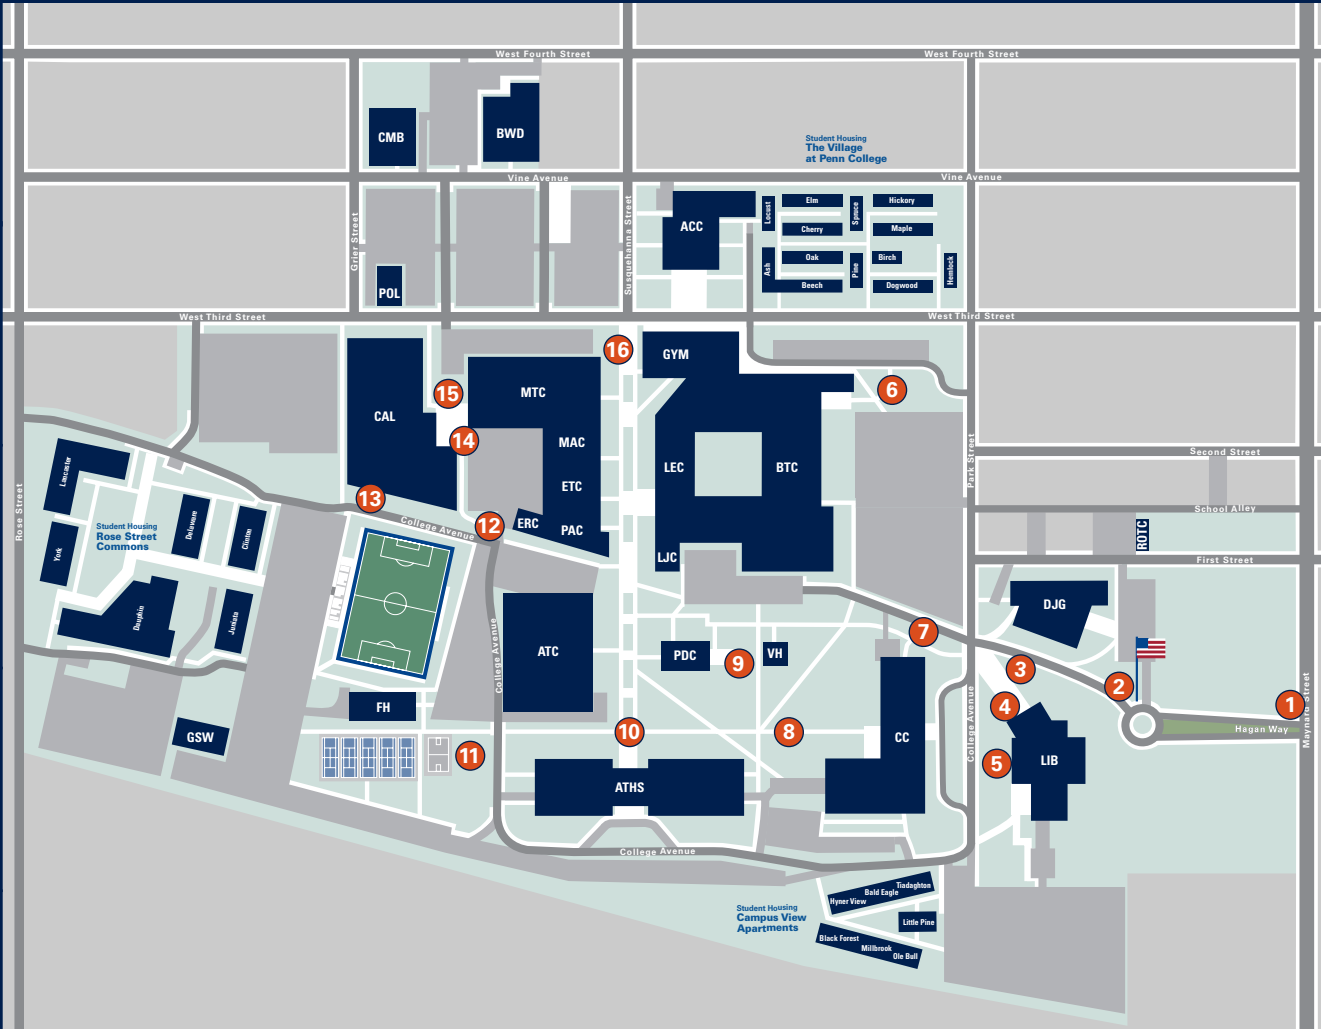 West Fourth Street
West Fourth Street
CMB
BWD
Student Housing
The Village
at Penn College
Vine Avenue
Vine Avenue
Grier Street
Susquehanna Street
ACC
Locust
Elm
Spruce
Hickory
Cherry
Maple
Ash
Oak
Pine
Birch
Hemlock
Beech
Dogwood
POL
West Third Street
West Third Street
16
GYM
15
MTC
6
CAL
14
MAC
LEC
BTC
Park Street
Second Street
Lancaster
ETC
13
School Alley
Rose Street
Student Housing
Rose Street
Commons
Delaware
Clinton
College Avenue
12
ERC
PAC
ROTC
York
LJC
First Street
Dauphin
Juniata
DJG
7
College Avenue
ATC
PDC
9
VH
3
2
4
1
Maynard Street
FH
GSW
10
8
CC
College Avenue
Hagan Way
11
5
LIB
ATHS
College Avenue
Tiadaghton
Bald Eagle
Hyner View
Student Housing
Campus View
Apartments
Little Pine
Black Forest
Millbrook
Ole Bull